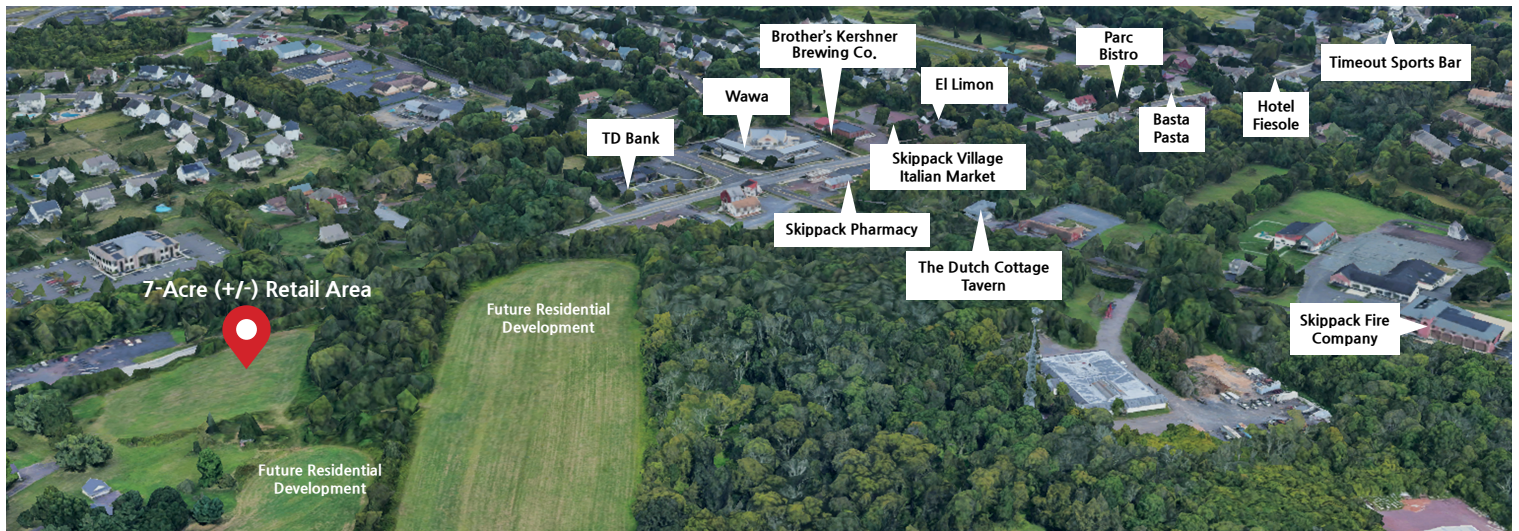 Brother's Kershner
Brewing Co.
Parc
Bistro
Timeout Sports Bar
Wawa
El Limon
Hotel
Fiesole
Basta
Pasta
TD Bank
Skippack Village
Italian Market
Skippack Pharmacy
The Dutch Cottage
Tavern
7-Acre (+/-) Retail Area
Future Residential
Development
Skippack Fire
Company
Future Residential
Development